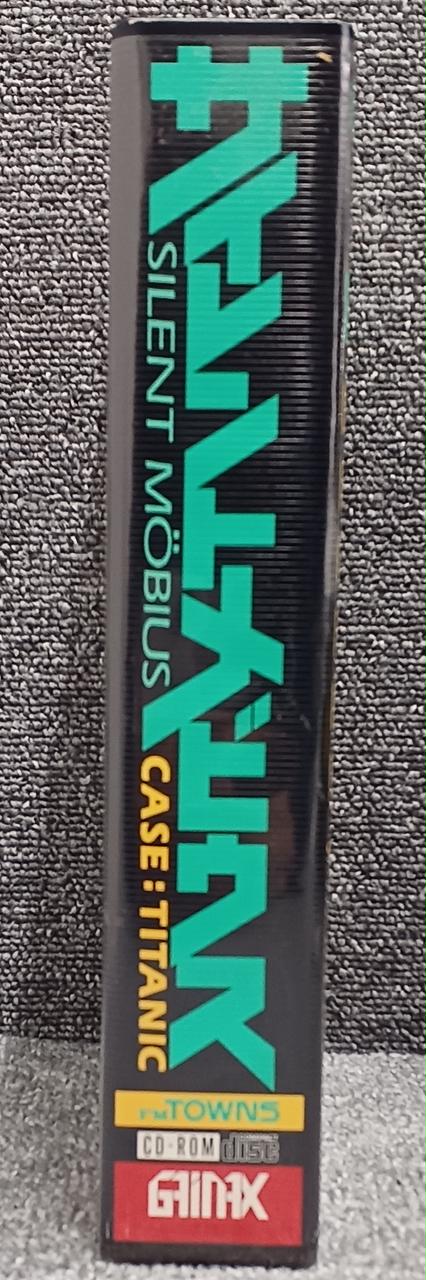 サイレントメビウス
SILENT MÖBIUS
CASE : TITANIC
FM TOWNS
CD-ROM disc
GAINAX